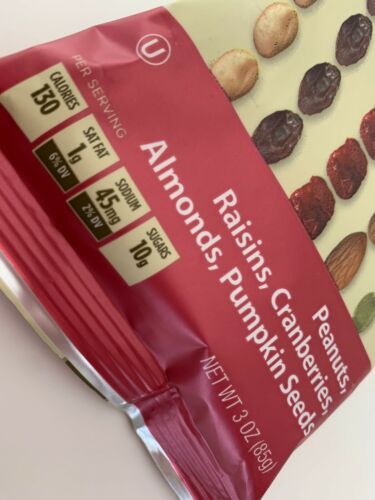 U
PER SERVING
CALORIES
130
SAT FAT
1g
6% DV
SODIUM
45mg
2% DV
SUGARS
10g
Peanuts,
Raisins, Cranberries,
Almonds, Pumpkin Seeds
NET WT 3 OZ (85g)